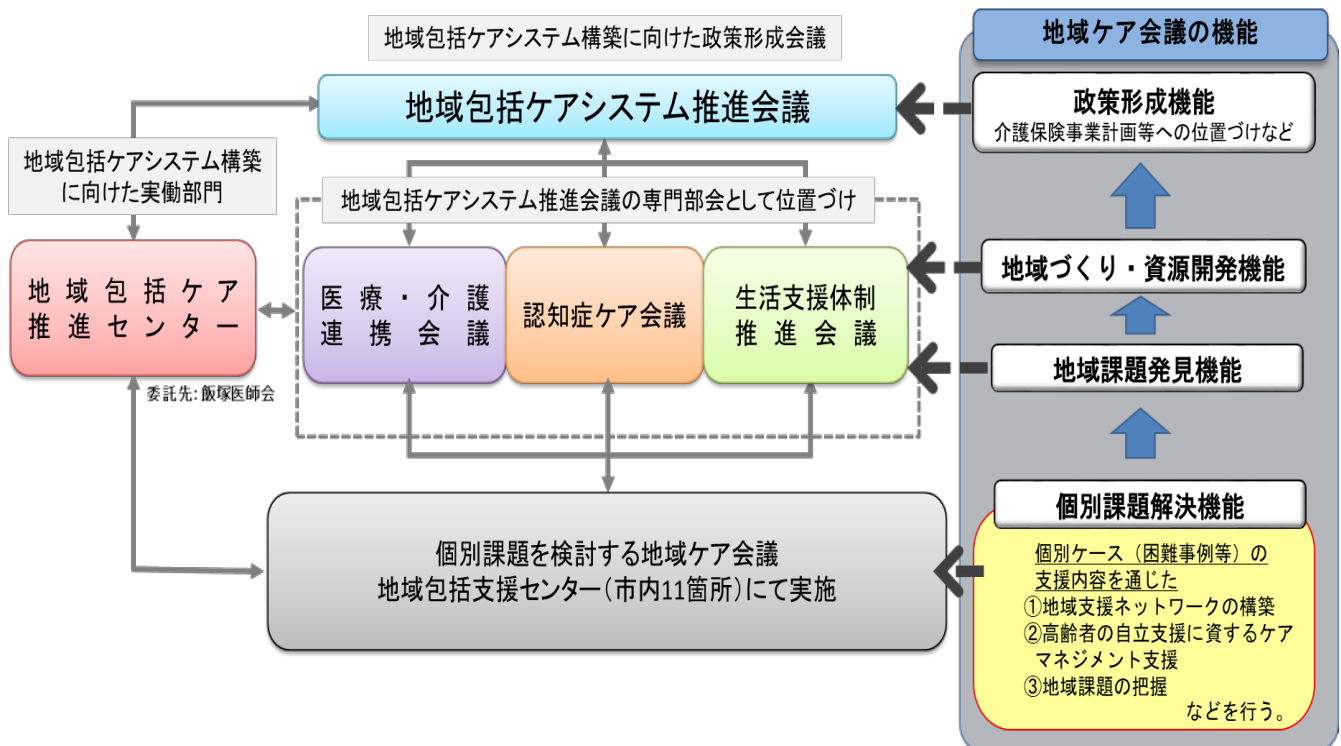 地域包括ケアシステム構築に向けた政策形成会議
地域包括ケアシステム推進会議
地域包括ケアシステム構築
に向けた実働部門
地域包括ケアシステム推進会議の専門部会として位置づけ
地域包括ケア
推進センター
委託先:飯塚医師会
医療・介護
連携会議
認知症ケア会議
生活支援体制
推進会議
個別課題を検討する地域ケア会議
地域包括支援センター(市内11箇所)にて実施
地域ケア会議の機能
政策形成機能
介護保険事業計画等への位置づけなど
地域づくり・資源開発機能
地域課題発見機能
個別課題解決機能
個別ケース(困難事例等)の
支援内容を通じた
①地域支援ネットワークの構築
②高齢者の自立支援に資するケア
マネジメント支援
③地域課題の把握
などを行う。